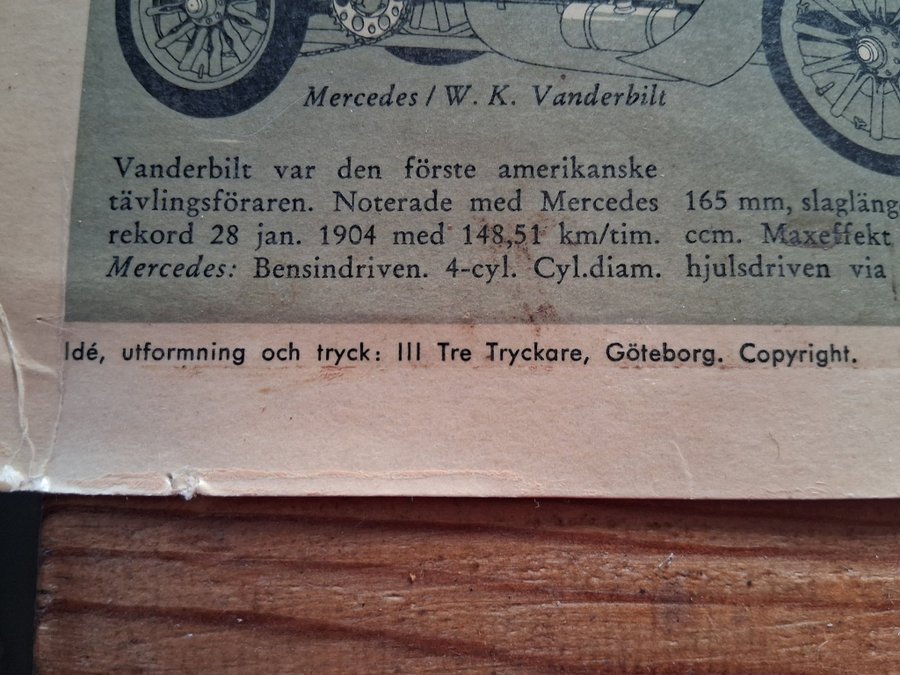 Mercedes / W. K. Vanderbilt
Vanderbilt var den förste amerikanske
tävlingsföraren. Noterade med Mercedes
rekord 28 jan. 1904 med 148,51 km/tim.
Mercedes: Bensindriven. 4-cyl. Cyl.diam.
165 mm, slagläng
ccm. Maxeffekt
hjulsdriven via
Idé, utformning och tryck: III Tre Tryckare, Göteborg. Copyright.